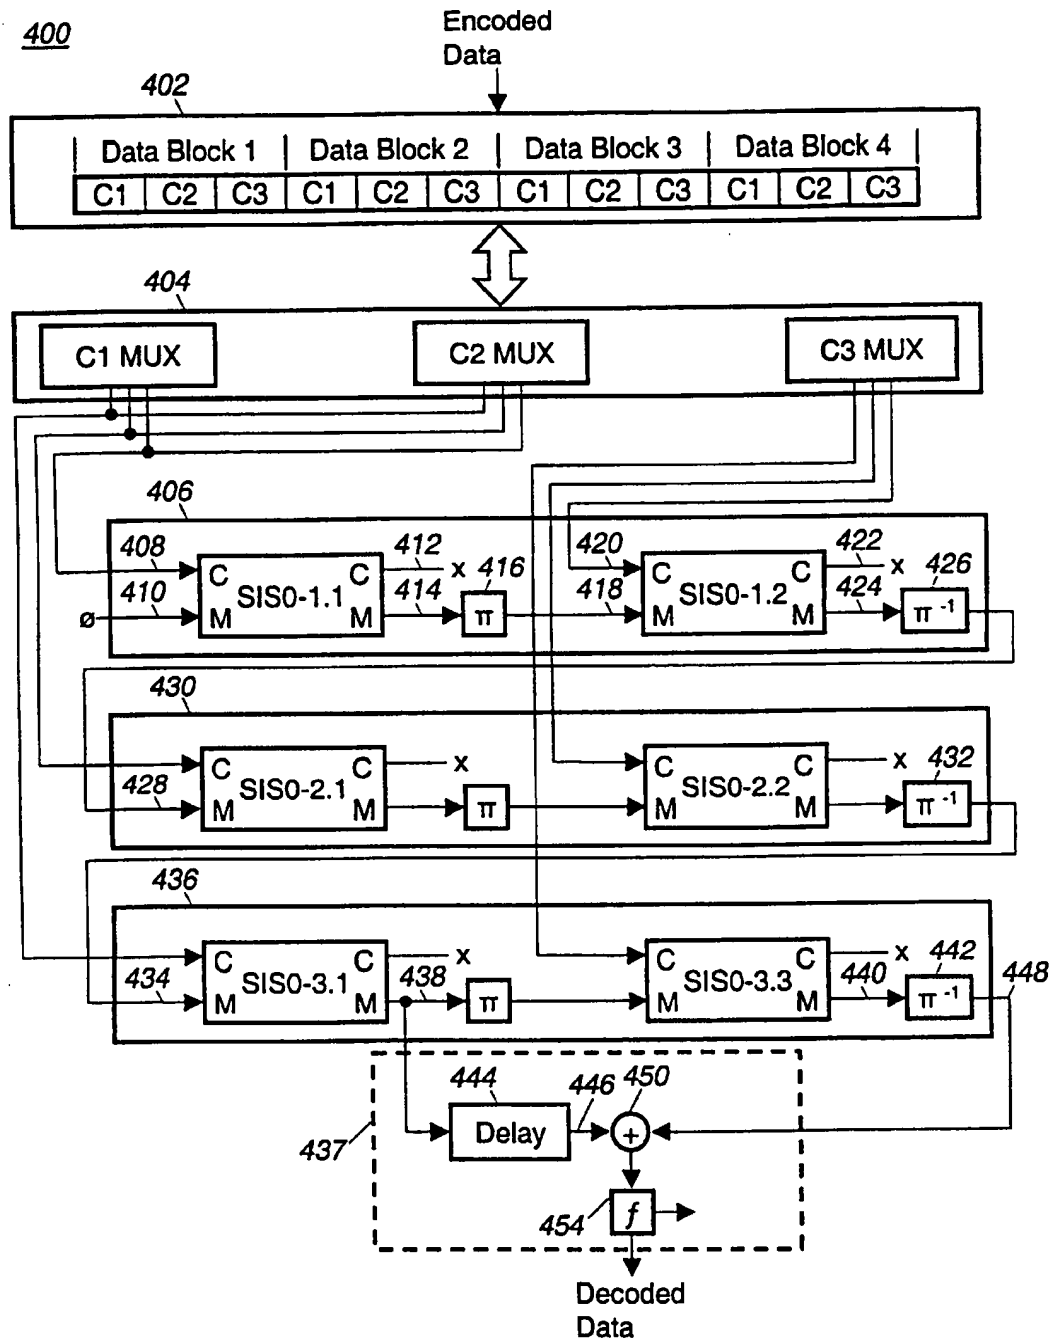 400
Encoded
Data
402
Data Block 1 Data Block 2 Data Block 3 Data Block 4
C1 C2 C3 C1 C2 C3 C1 C2 C3 C1 C2 C3
404
C1 MUX C2 MUX C3 MUX
406
408 C SIS0-1.1 C 412 x 416 420 C SIS0-1.2 C 422 x 426
ø 410 M M 414 π 418 M M 424 π⁻¹
430
C SIS0-2.1 C x C SIS0-2.2 C x 432
428 M M π M M π⁻¹
436
C SIS0-3.1 C x C SIS0-3.3 C x 442
434 M M 438 π M M 440 π⁻¹ 448
444 446 450
437 Delay +
454 f
Decoded
Data